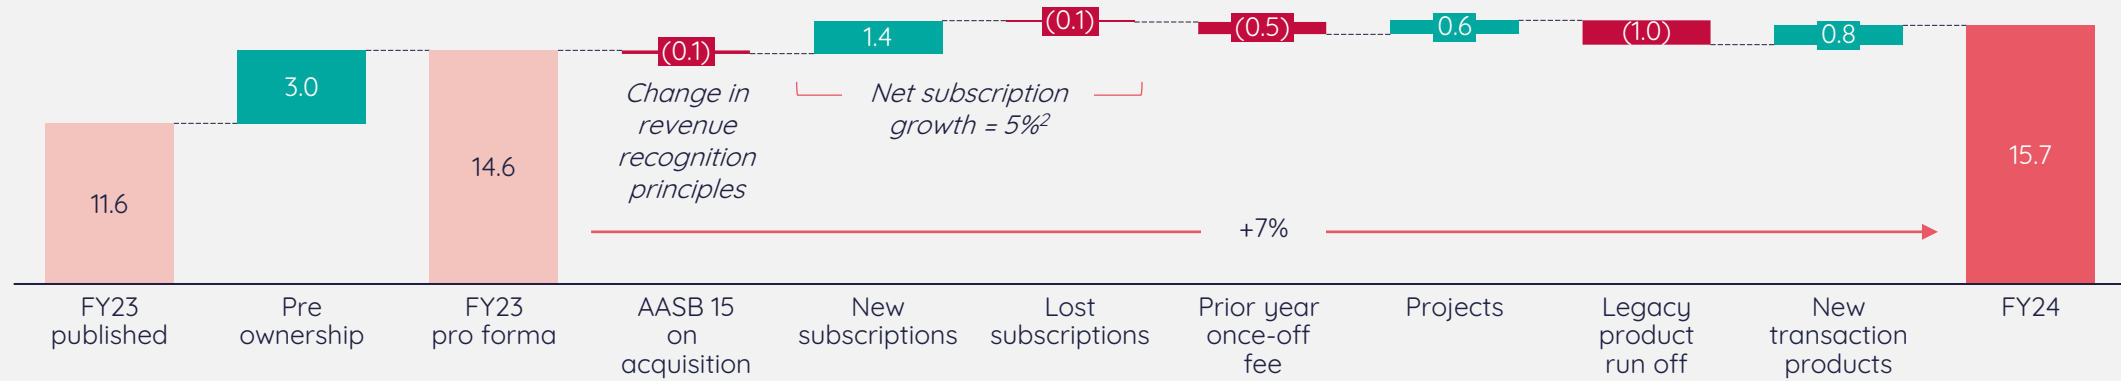 (0.1)
1.4
(0.1)
(0.5)
0.6
(1.0)
0.8
3.0
11.6
14.6
15.7
Change in
revenue
recognition
principles
Net subscription
growth = 5%2
+7%
FY23
published
Pre
ownership
FY23
pro forma
AASB 15
on
acquisition
New
subscriptions
Lost
subscriptions
Prior year
once-off
fee
Projects
Legacy
product
run off
New
transaction
products
FY24